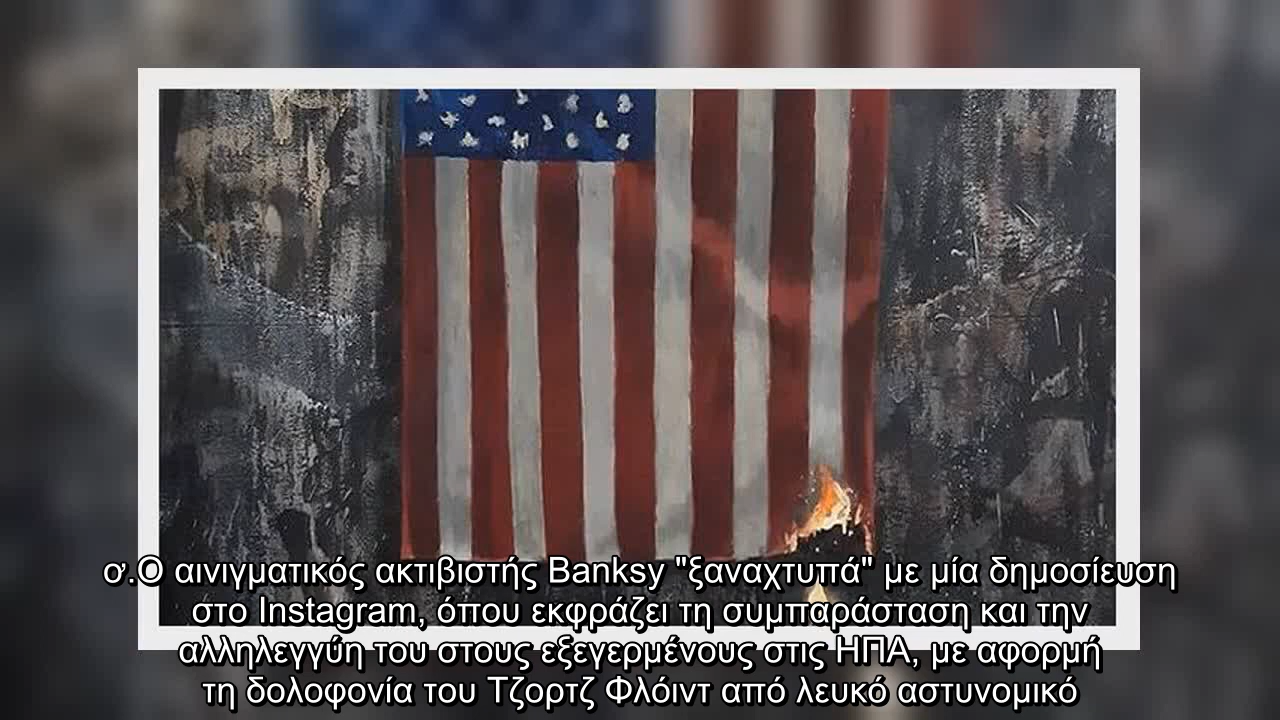 σ.Ο αινιγματικός ακτιβιστής Banksy "ξαναχτυπά" με μία δημοσίευση
στο Instagram, όπου εκφράζει τη συμπαράσταση και την
αλληλεγγύη του στους εξεγερμένους στις ΗΠΑ, με αφορμή
τη δολοφονία του Τζορτζ Φλόιντ από λευκό αστυνομικό